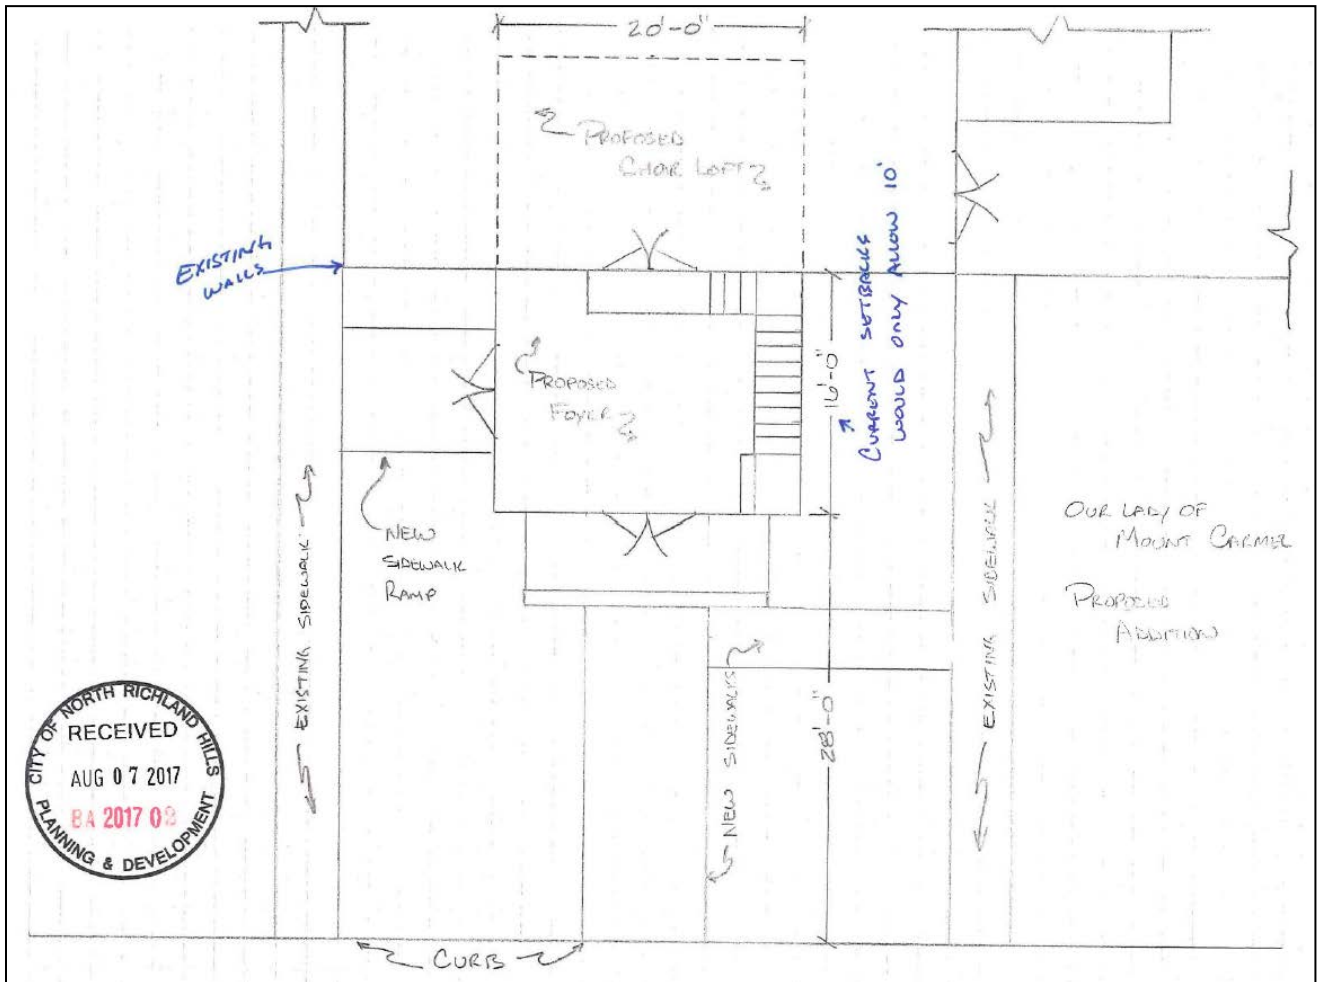 20'-0"
PROPOSED
CHOIR LOFT
EXISTING
WALLS
CURRENT SETBACKS
WOULD ONLY ALLOW 10'
16'-0"
PROPOSED
FOYER
NEW
SIDEWALK
RAMP
EXISTING SIDEWALK
EXISTING SIDEWALK
OUR LADY OF
MOUNT CARMEL
PROPOSED
ADDITION
NEW SIDEWALKS
28'-0"
CURB
CITY OF NORTH RICHLAND HILLS
RECEIVED
AUG 07 2017
BA 2017 0
PLANNING & DEVELOPMENT